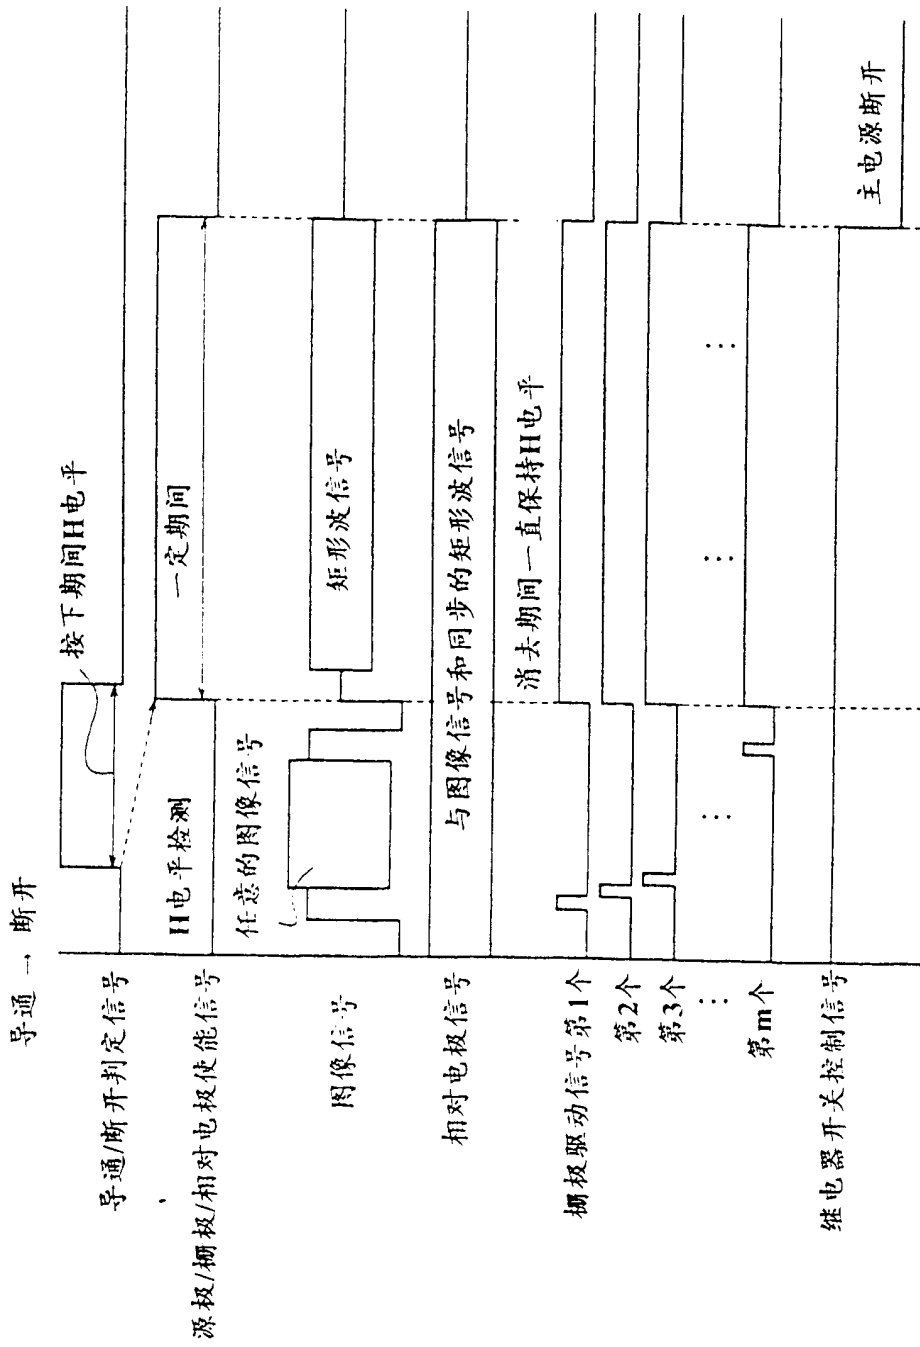 导通 → 断开
导通/断开判定信号
按下期间H电平
源极/栅极/相对电极使能信号
H电平检测
一定期间
图像信号
任意的图像信号
矩形波信号
相对电极信号
与图像信号和同步的矩形波信号
消去期间一直保持H电平
栅极驱动信号第1个
第2个
第3个
⋮
第m个
继电器开关控制信号
主电源断开